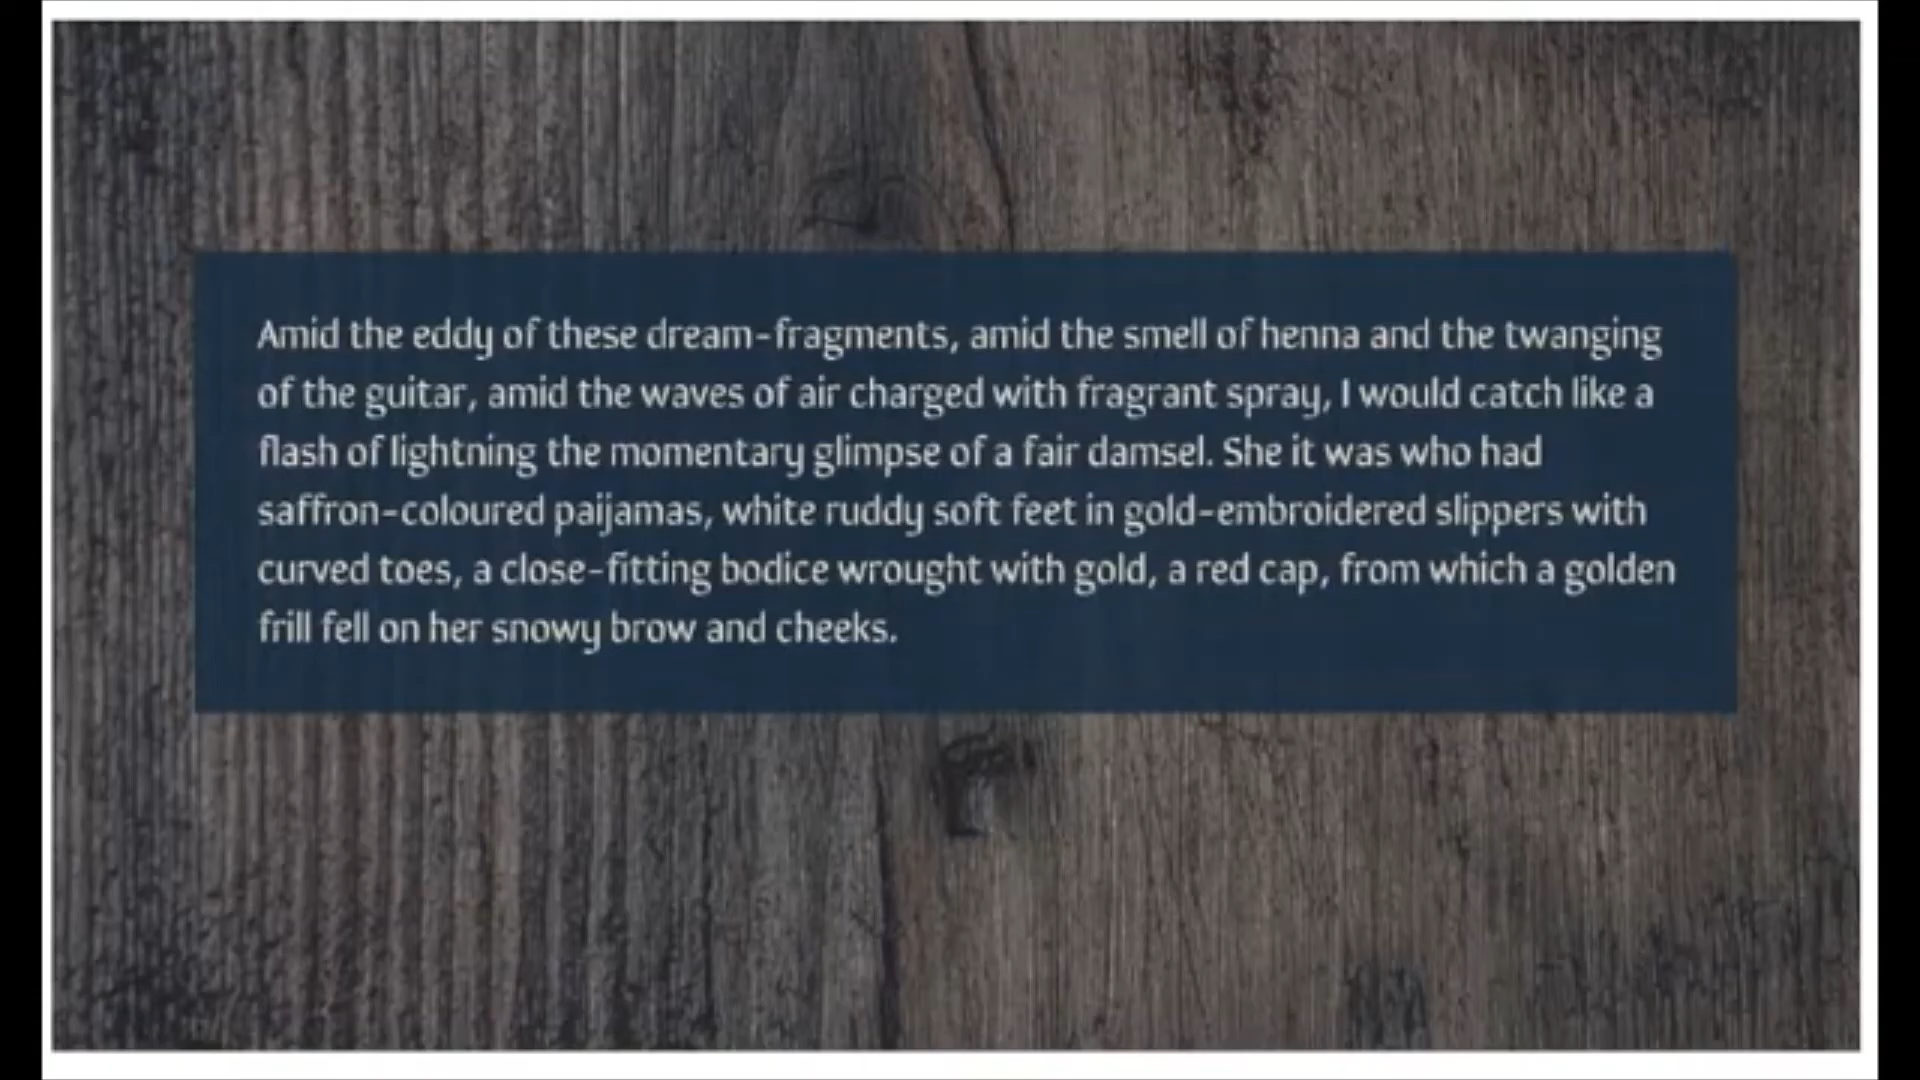 Amid the eddy of these dream-fragments, amid the smell of henna and the twanging
of the guitar, amid the waves of air charged with fragrant spray, I would catch like a
flash of lightning the momentary glimpse of a fair damsel. She it was who had
saffron-coloured paijamas, white ruddy soft feet in gold-embroidered slippers with
curved toes, a close-fitting bodice wrought with gold, a red cap, from which a golden
frill fell on her snowy brow and cheeks.